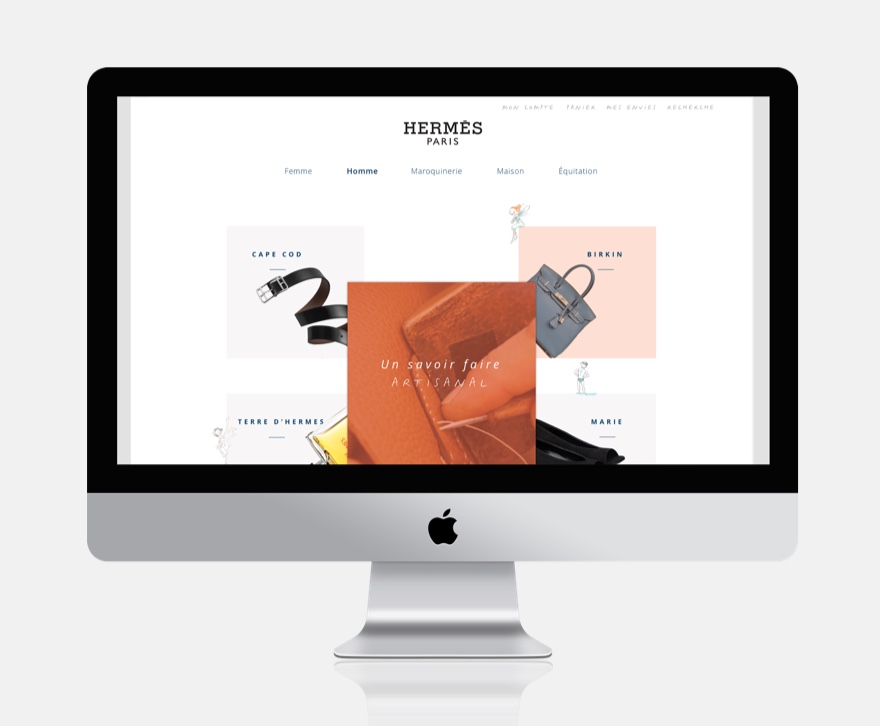 MON COMPTE PANIER MES ENVIES RECHERCHE
HERMÈS
PARIS
Femme Homme Maroquinerie Maison Équitation
CAPE COD
BIRKIN
Un savoir faire
ARTISANAL
TERRE D'HERMES
MARIE